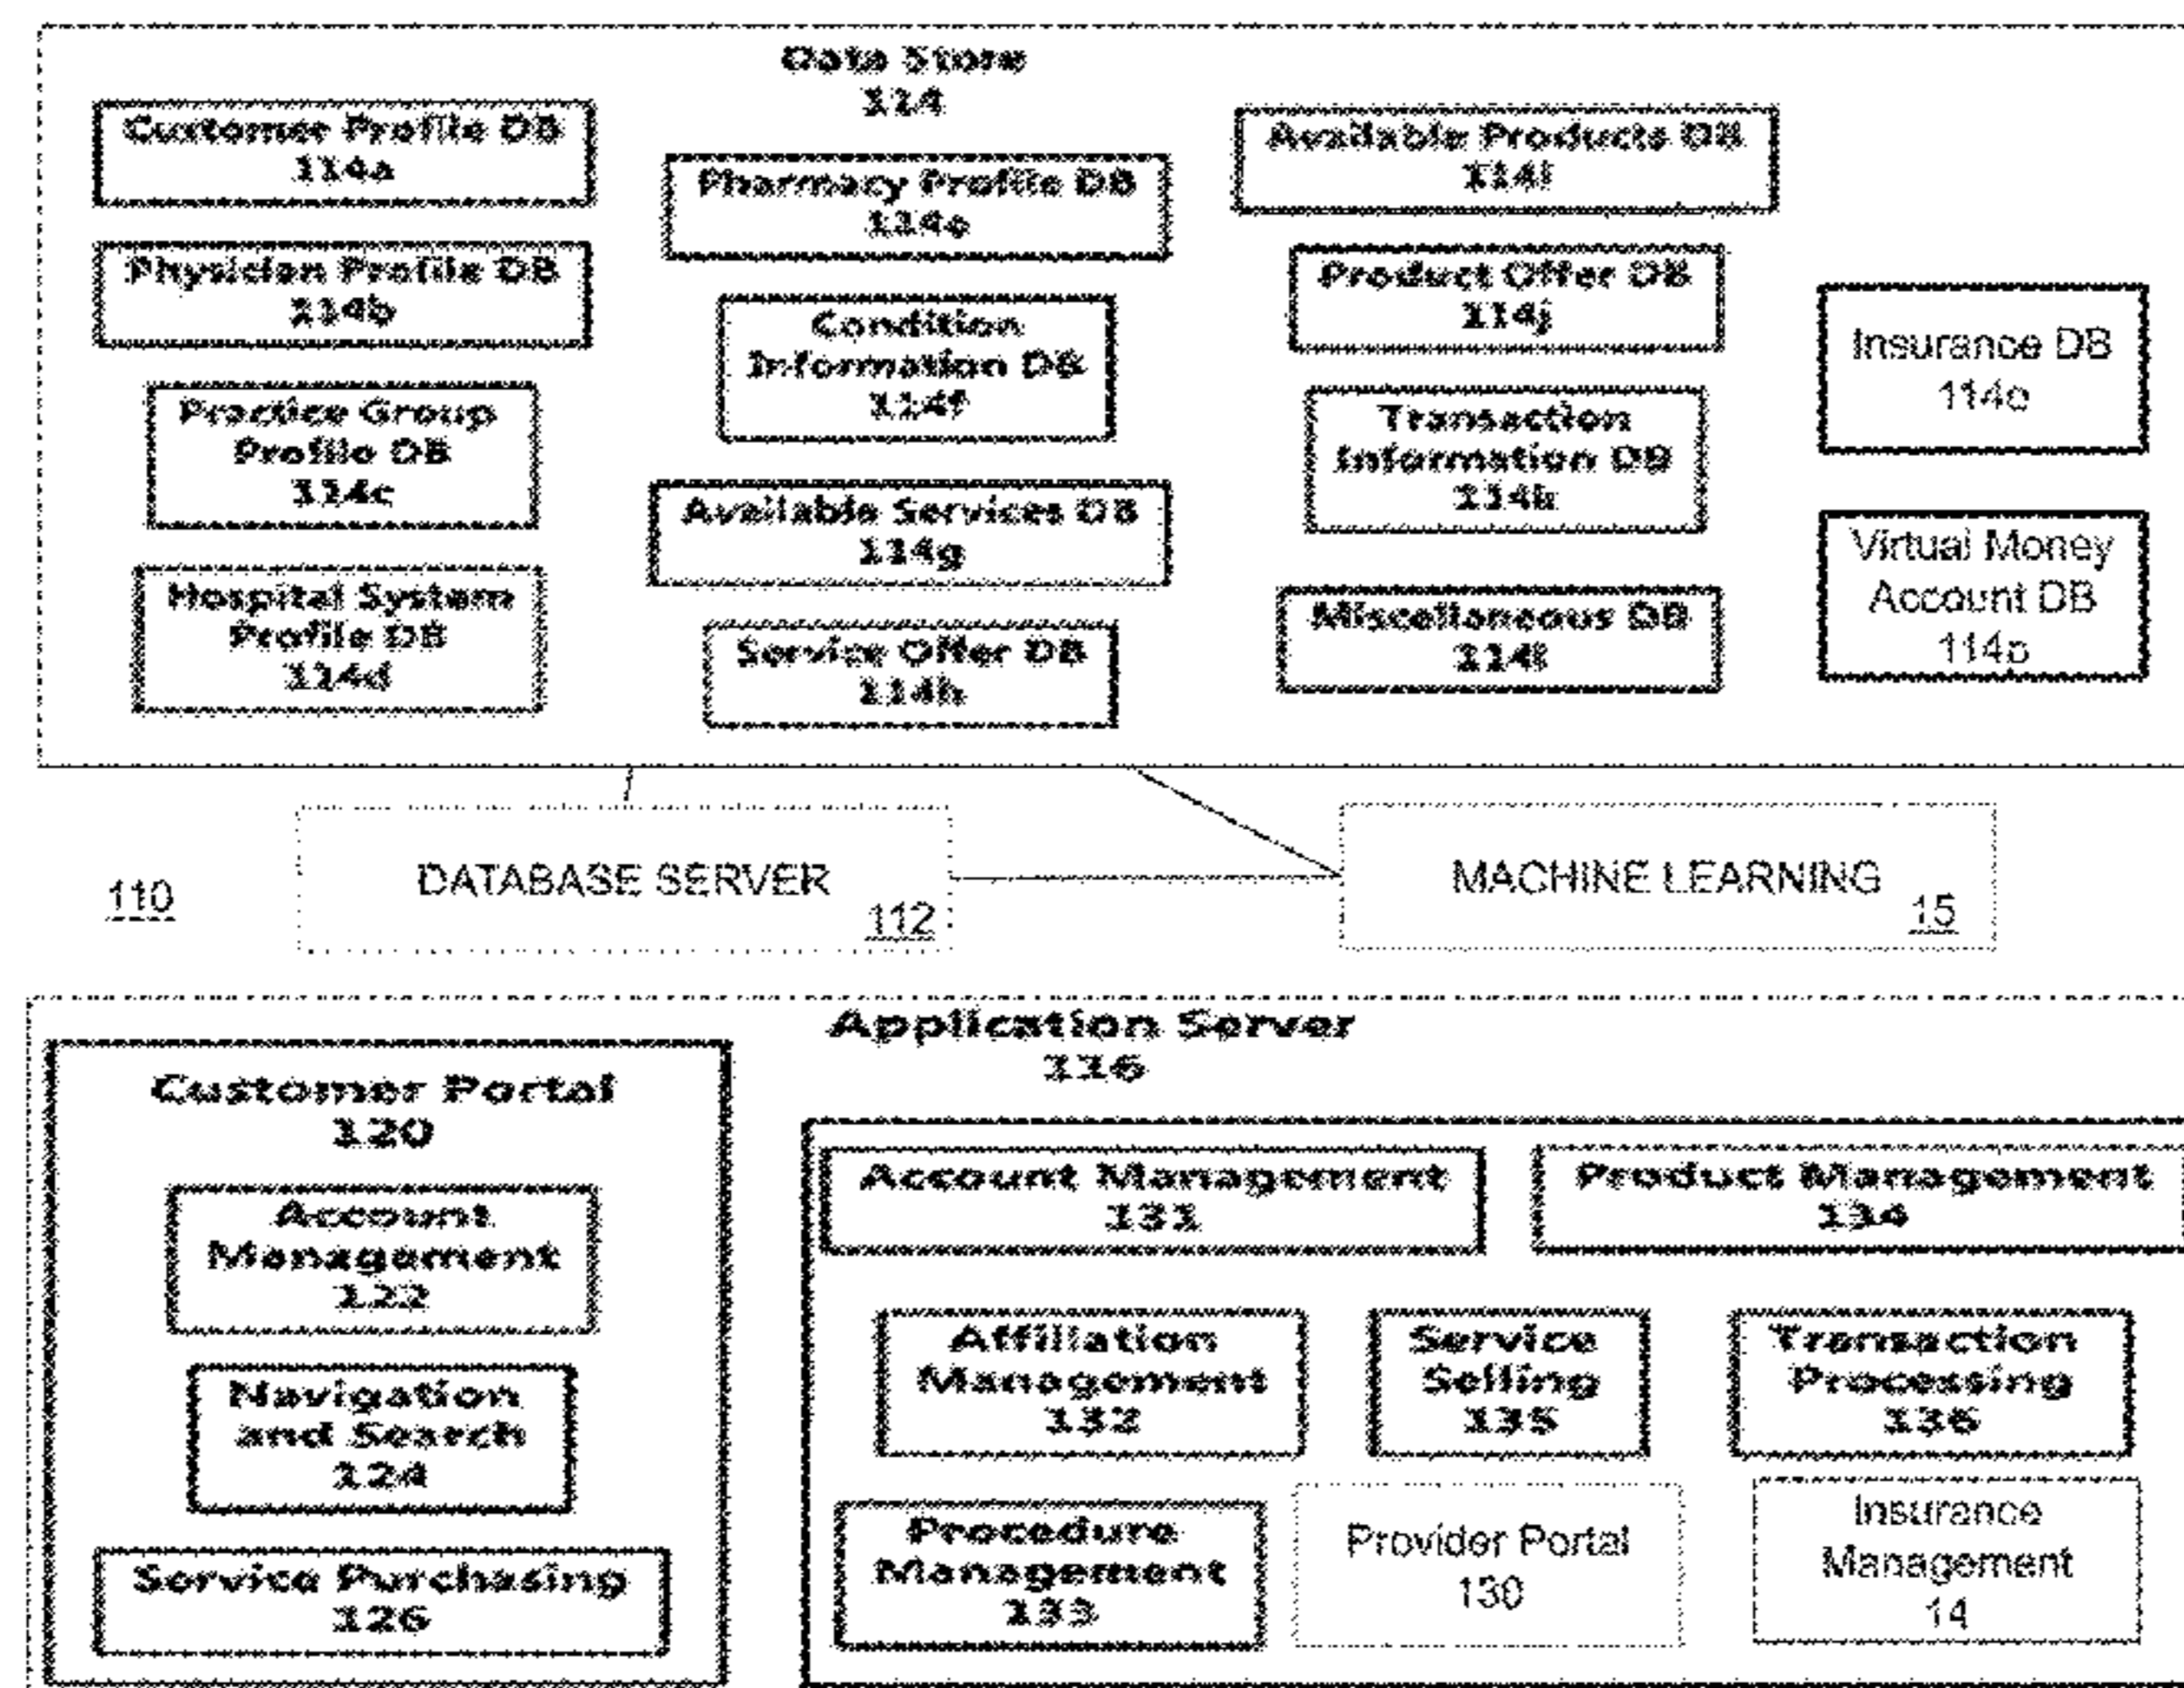 Data Store
114
Customer Profile DB
114a
Physician Profile DB
114b
Practice Group
Profile DB
114c
Hospital System
Profile DB
114d
Pharmacy Profile DB
114e
Condition
Information DB
114f
Available Services DB
114g
Service Offer DB
114h
Available Products DB
114i
Product Offer DB
114j
Transaction
Information DB
114k
Miscellaneous DB
114l
Insurance DB
114o
Virtual Money
Account DB
114p
110
DATABASE SERVER
112
MACHINE LEARNING
15
Application Server
116
Customer Portal
120
Account
Management
122
Navigation
and Search
124
Service Purchasing
126
Account Management
131
Product Management
134
Affiliation
Management
132
Service
Selling
135
Transaction
Processing
136
Procedure
Management
133
Provider Portal
130
Insurance
Management
14